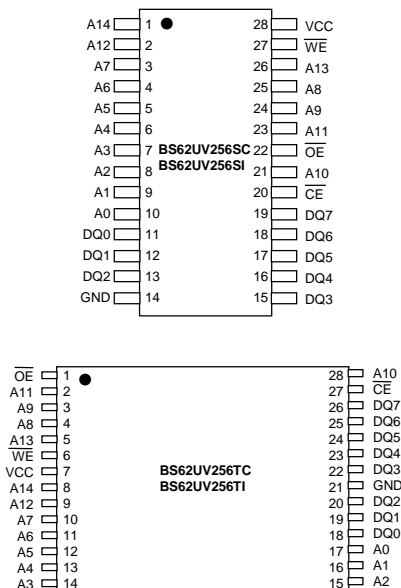 A14 1 28 VCC
A12 2 27 WE
A7 3 26 A13
A6 4 25 A8
A5 5 24 A9
A4 6 23 A11
A3 7 BS62UV256SC 22 OE
A2 8 BS62UV256SI 21 A10
A1 9 20 CE
A0 10 19 DQ7
DQ0 11 18 DQ6
DQ1 12 17 DQ5
DQ2 13 16 DQ4
GND 14 15 DQ3
OE 1 28 A10
A11 2 27 CE
A9 3 26 DQ7
A8 4 25 DQ6
A13 5 24 DQ5
WE 6 23 DQ4
VCC 7 BS62UV256TC 22 DQ3
A14 8 BS62UV256TI 21 GND
A12 9 20 DQ2
A7 10 19 DQ1
A6 11 18 DQ0
A5 12 17 A0
A4 13 16 A1
A3 14 15 A2